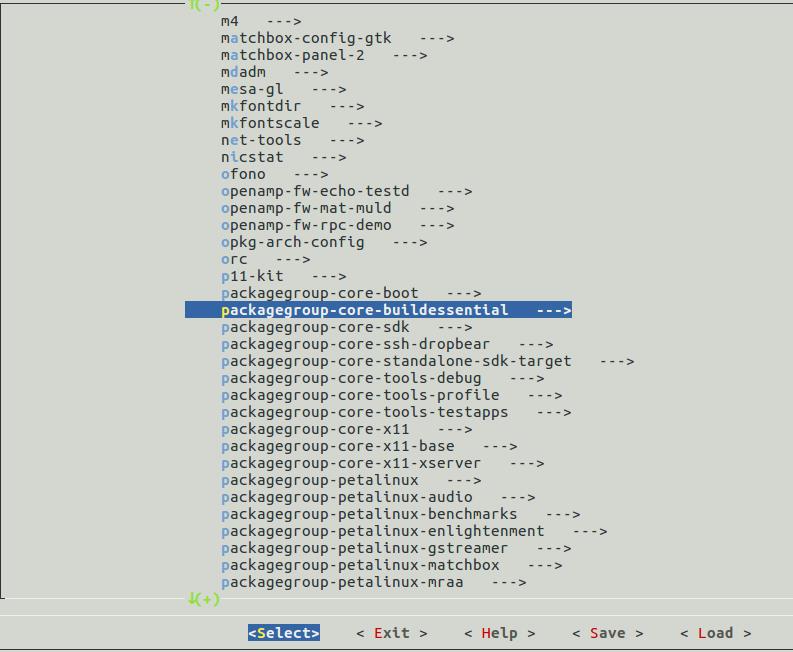 ↑(-)
m4 --->
matchbox-config-gtk --->
matchbox-panel-2 --->
mdadm --->
mesa-gl --->
mkfontdir --->
mkfontscale --->
net-tools --->
nicstat --->
ofono --->
openamp-fw-echo-testd --->
openamp-fw-mat-muld --->
openamp-fw-rpc-demo --->
opkg-arch-config --->
orc --->
p11-kit --->
packagegroup-core-boot --->
packagegroup-core-buildessential --->
packagegroup-core-sdk --->
packagegroup-core-ssh-dropbear --->
packagegroup-core-standalone-sdk-target --->
packagegroup-core-tools-debug --->
packagegroup-core-tools-profile --->
packagegroup-core-tools-testapps --->
packagegroup-core-x11 --->
packagegroup-core-x11-base --->
packagegroup-core-x11-xserver --->
packagegroup-petalinux --->
packagegroup-petalinux-audio --->
packagegroup-petalinux-benchmarks --->
packagegroup-petalinux-enlightenment --->
packagegroup-petalinux-gstreamer --->
packagegroup-petalinux-matchbox --->
packagegroup-petalinux-mraa --->
↓(+)
<Select> < Exit > < Help > < Save > < Load >